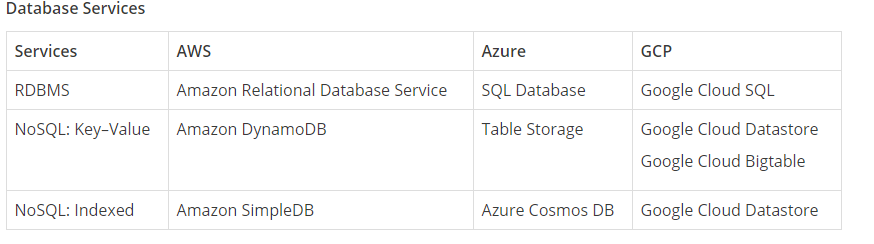 Database Services
Services AWS Azure GCP
RDBMS Amazon Relational Database Service SQL Database Google Cloud SQL
NoSQL: Key–Value Amazon DynamoDB Table Storage Google Cloud Datastore
Google Cloud Bigtable
NoSQL: Indexed Amazon SimpleDB Azure Cosmos DB Google Cloud Datastore